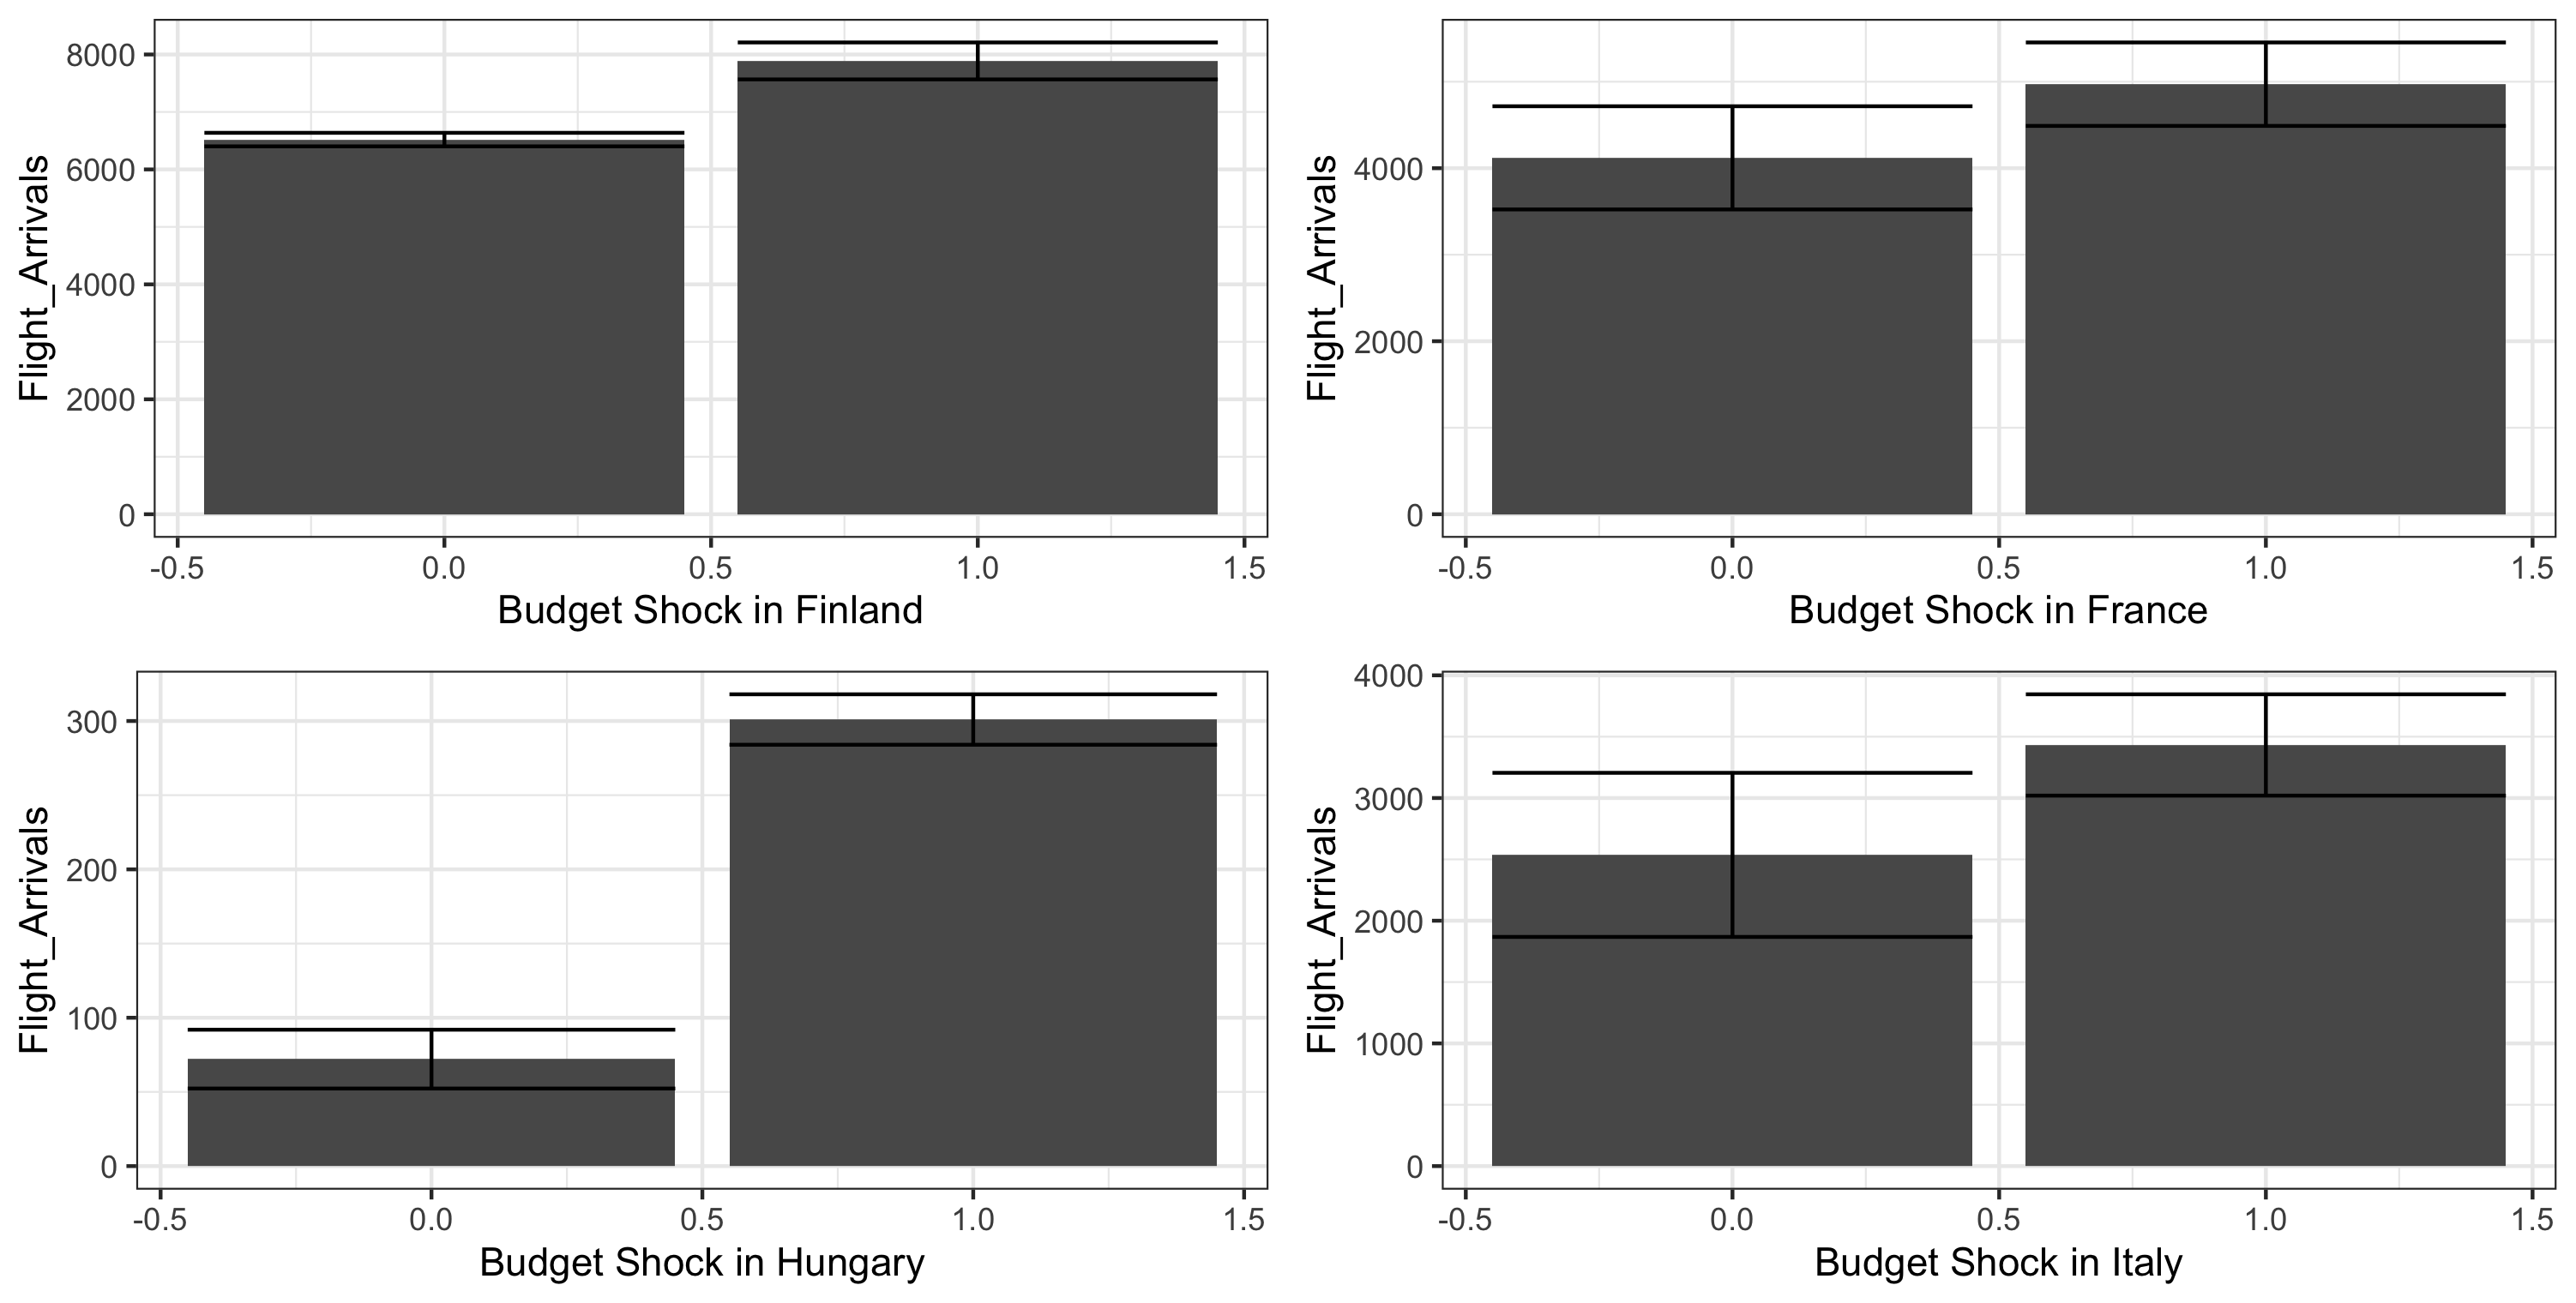 Flight_Arrivals
8000
6000
4000
2000
0
-0.5 0.0 0.5 1.0 1.5
Budget Shock in Finland
Flight_Arrivals
4000
2000
0
-0.5 0.0 0.5 1.0 1.5
Budget Shock in France
Flight_Arrivals
300
200
100
0
-0.5 0.0 0.5 1.0 1.5
Budget Shock in Hungary
Flight_Arrivals
4000
3000
2000
1000
0
-0.5 0.0 0.5 1.0 1.5
Budget Shock in Italy